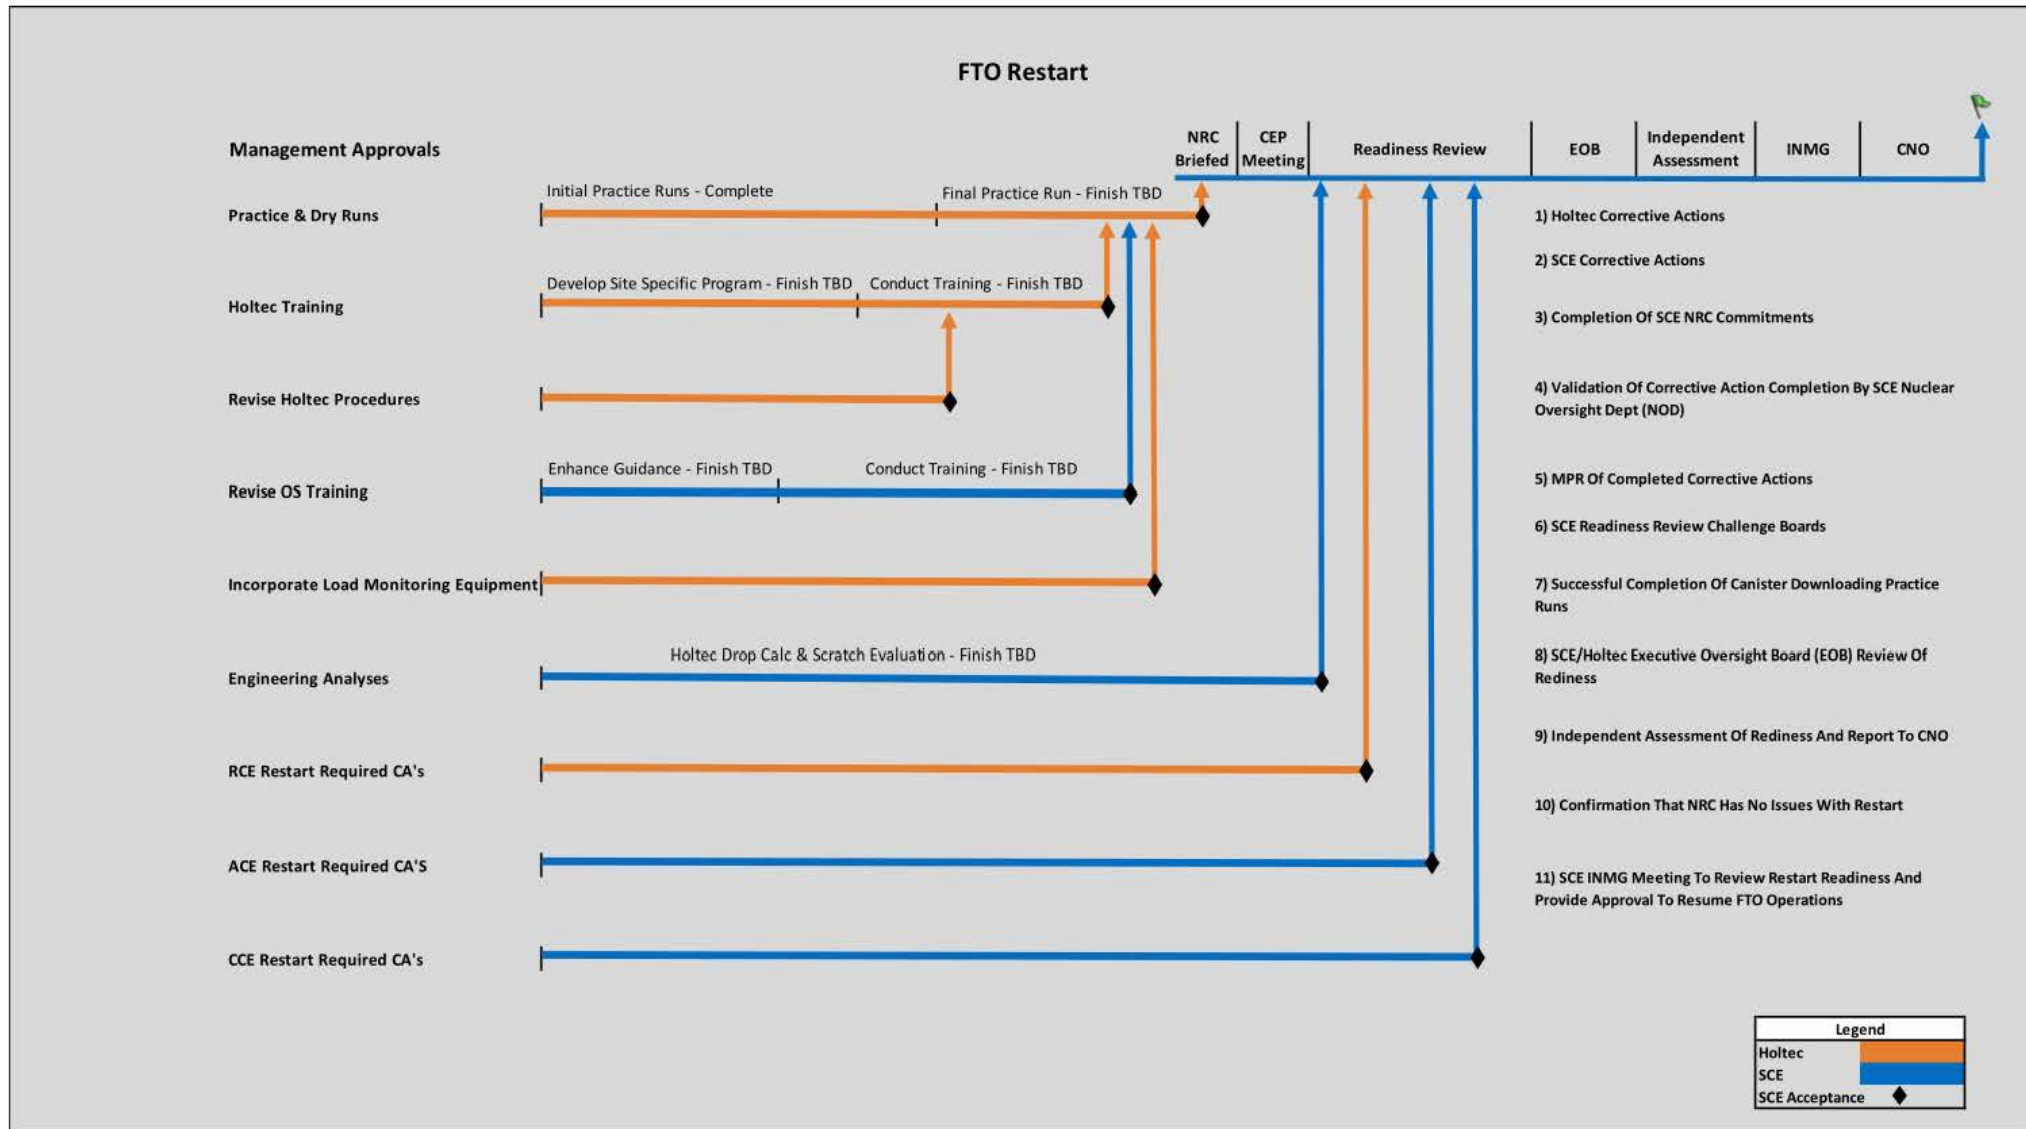 FTO Restart
NRC
Briefed
CEP
Meeting
Readiness Review
EOB
Independent
Assessment
INMG
CNO
Management Approvals
Initial Practice Runs - Complete
Final Practice Run - Finish TBD
Practice & Dry Runs
Develop Site Specific Program - Finish TBD
Conduct Training - Finish TBD
Holtec Training
Revise Holtec Procedures
Enhance Guidance - Finish TBD
Conduct Training - Finish TBD
Revise OS Training
Incorporate Load Monitoring Equipment
Holtec Drop Calc & Scratch Evaluation - Finish TBD
Engineering Analyses
RCE Restart Required CA's
ACE Restart Required CA'S
CCE Restart Required CA's
1) Holtec Corrective Actions
2) SCE Corrective Actions
3) Completion Of SCE NRC Commitments
4) Validation Of Corrective Action Completion By SCE Nuclear
Oversight Dept (NOD)
5) MPR Of Completed Corrective Actions
6) SCE Readiness Review Challenge Boards
7) Successful Completion Of Canister Downloading Practice
Runs
8) SCE/Holtec Executive Oversight Board (EOB) Review Of
Rediness
9) Independent Assessment Of Rediness And Report To CNO
10) Confirmation That NRC Has No Issues With Restart
11) SCE INMG Meeting To Review Restart Readiness And
Provide Approval To Resume FTO Operations
Legend
Holtec
SCE
SCE Acceptance